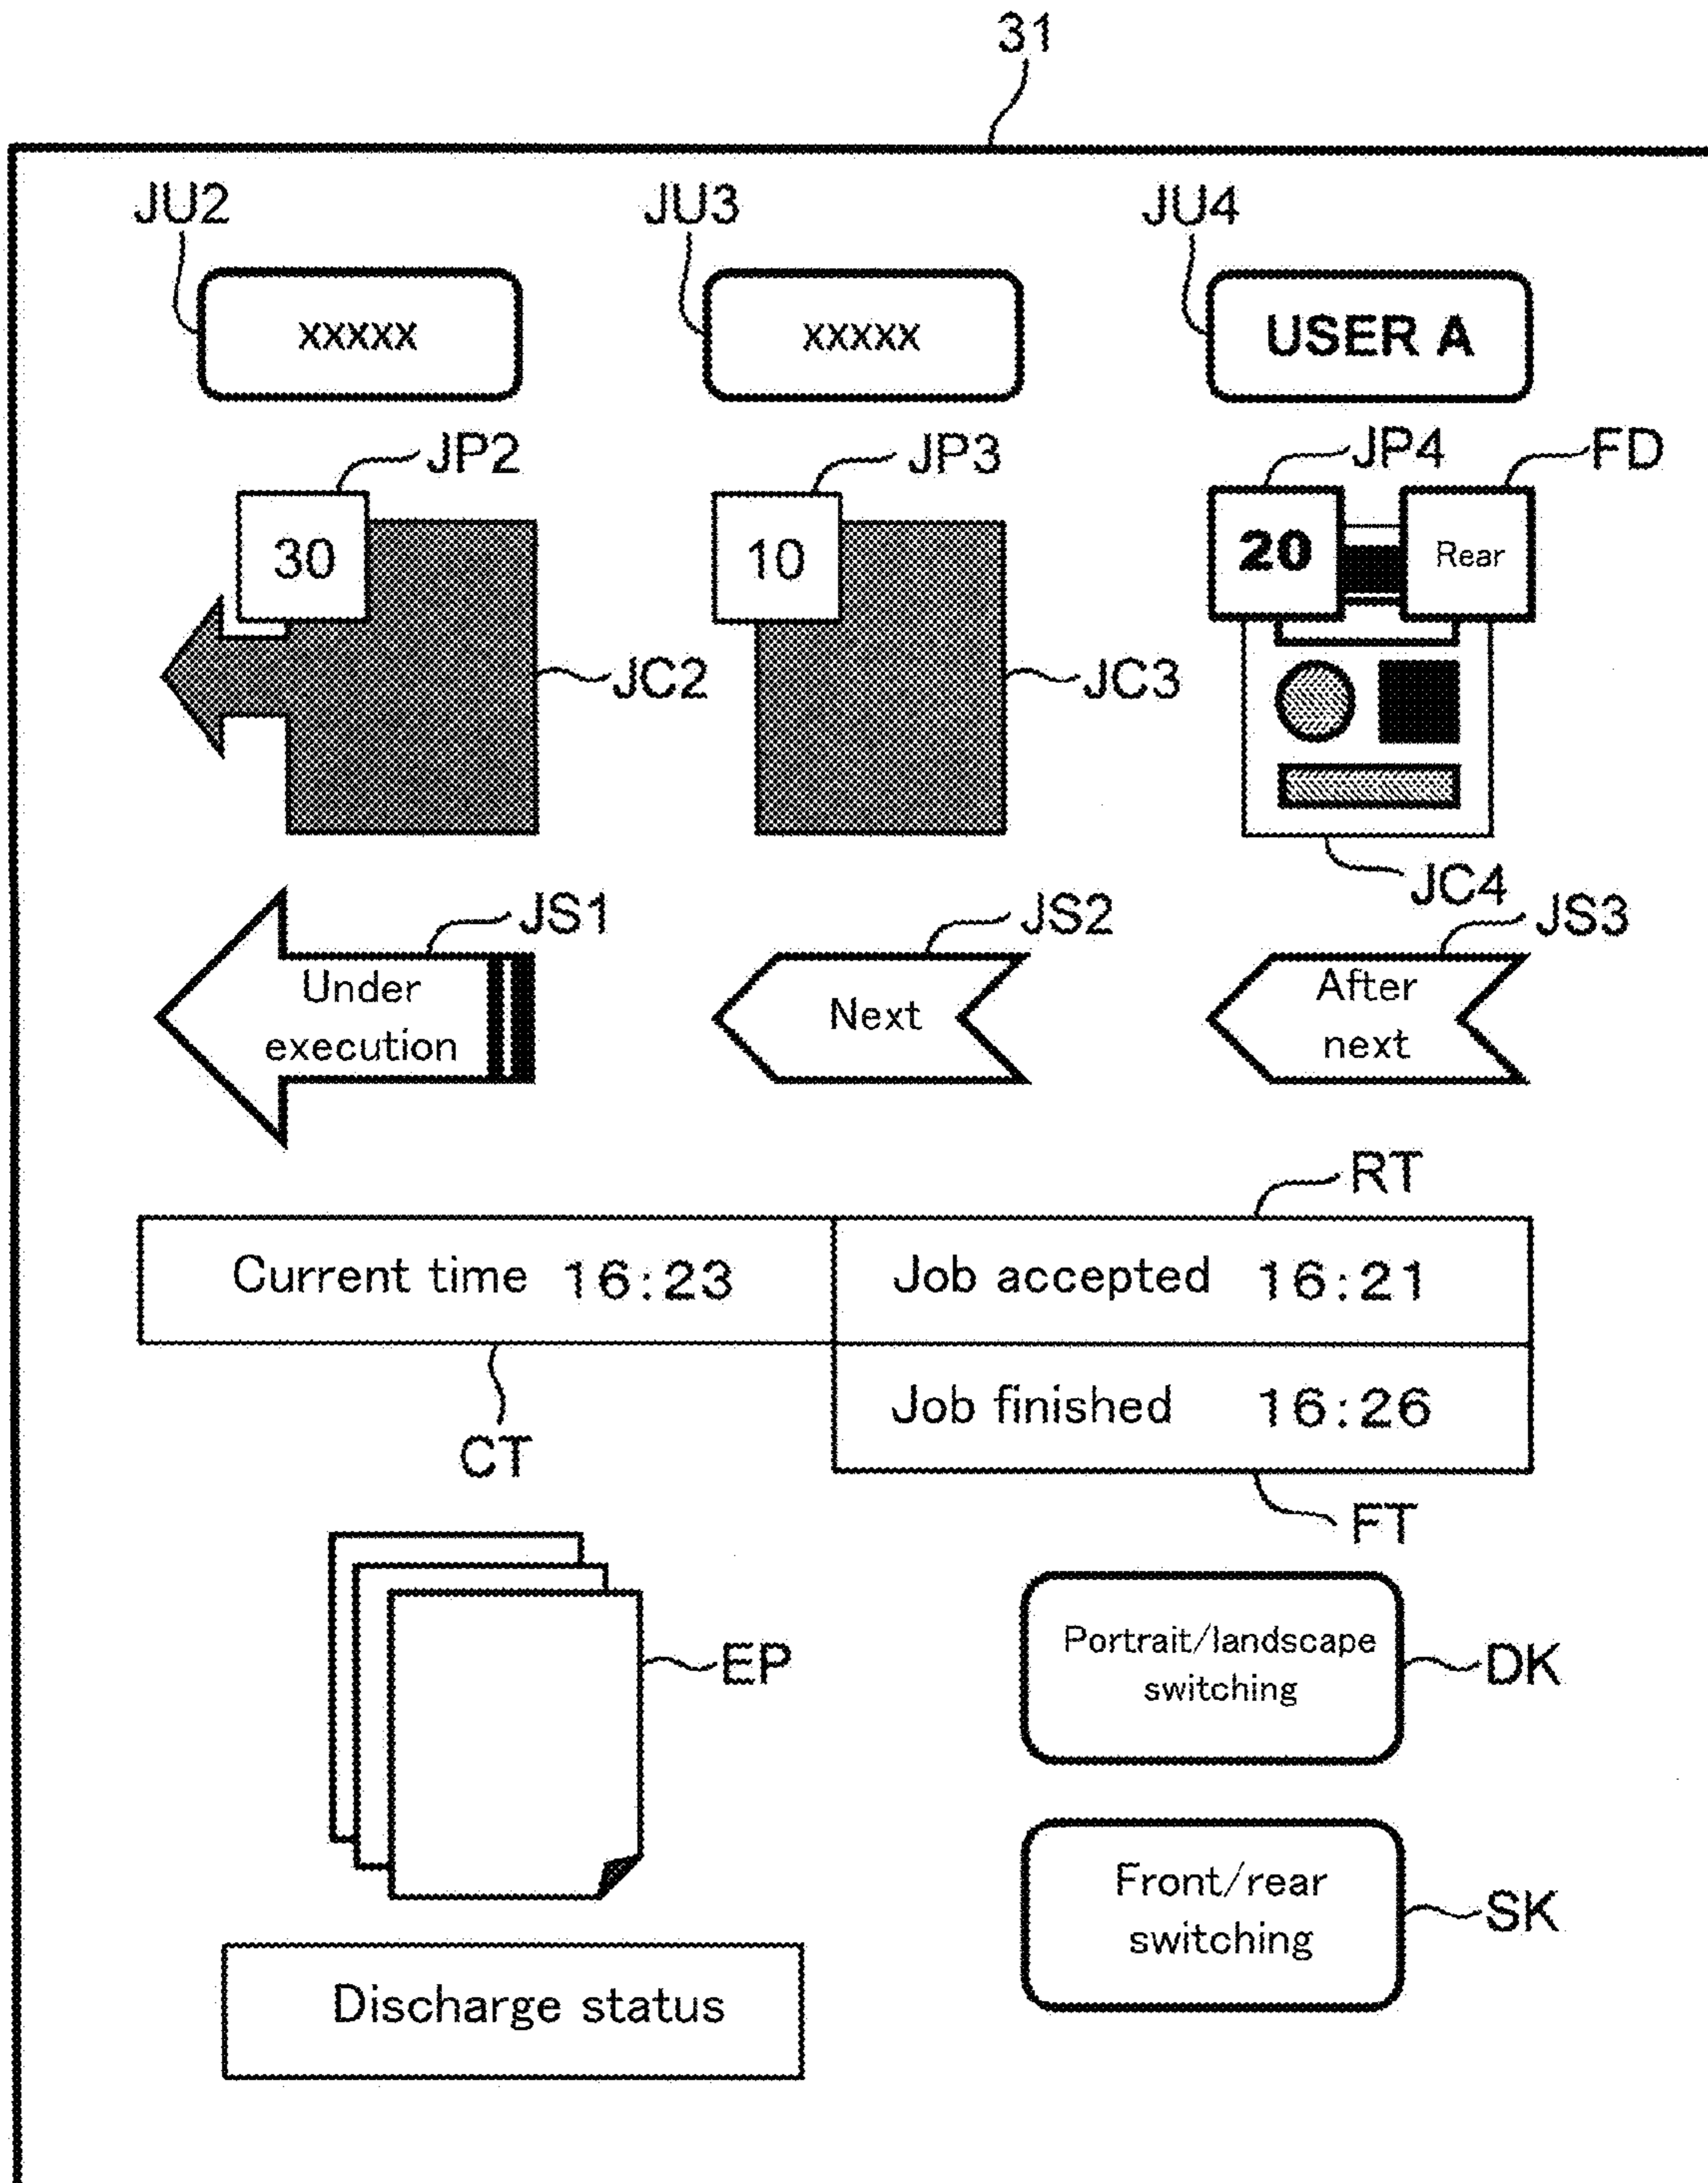 31
JU2 JU3 JU4
xxxxx xxxxx USER A
JP2 JP3 JP4 FD
30 10 20 Rear
JC2 JC3
JC4
JS1 JS2 JS3
Under
execution
Next
After
next
RT
Current time 16:23 Job accepted 16:21
Job finished 16:26
CT
FT
Portrait/landscape
switching
EP DK
Front/rear
switching
SK
Discharge status